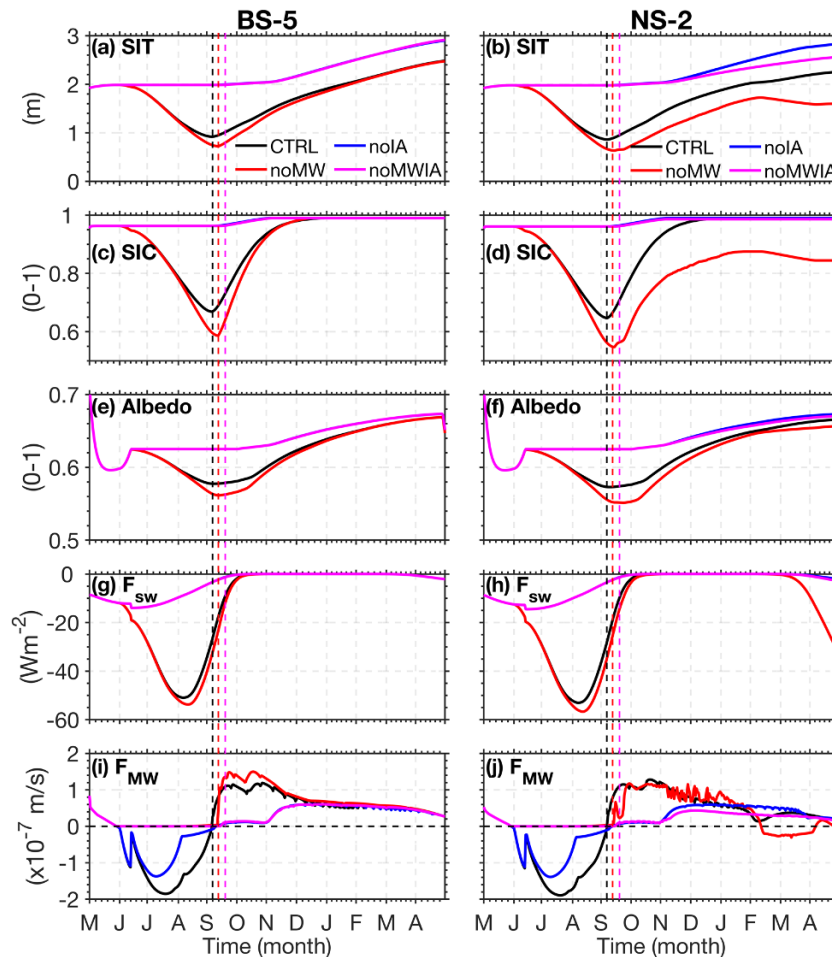 BS-5 NS-2
(a) SIT (b) SIT
3
2
1
0
(m)
CTRL noIA CTRL noIA
noMW noMWIA noMW noMWIA
(c) SIC (d) SIC
1
0.8
0.6
(0-1)
(e) Albedo (f) Albedo
0.7
0.6
0.5
(0-1)
(g) Fsw (h) Fsw
0
-20
-40
-60
(Wm-2)
(i) FMW (j) FMW
2
1
0
-1
-2
(x10-7 m/s)
M J J A S O N D J F M A M J J A S O N D J F M A
Time (month) Time (month)